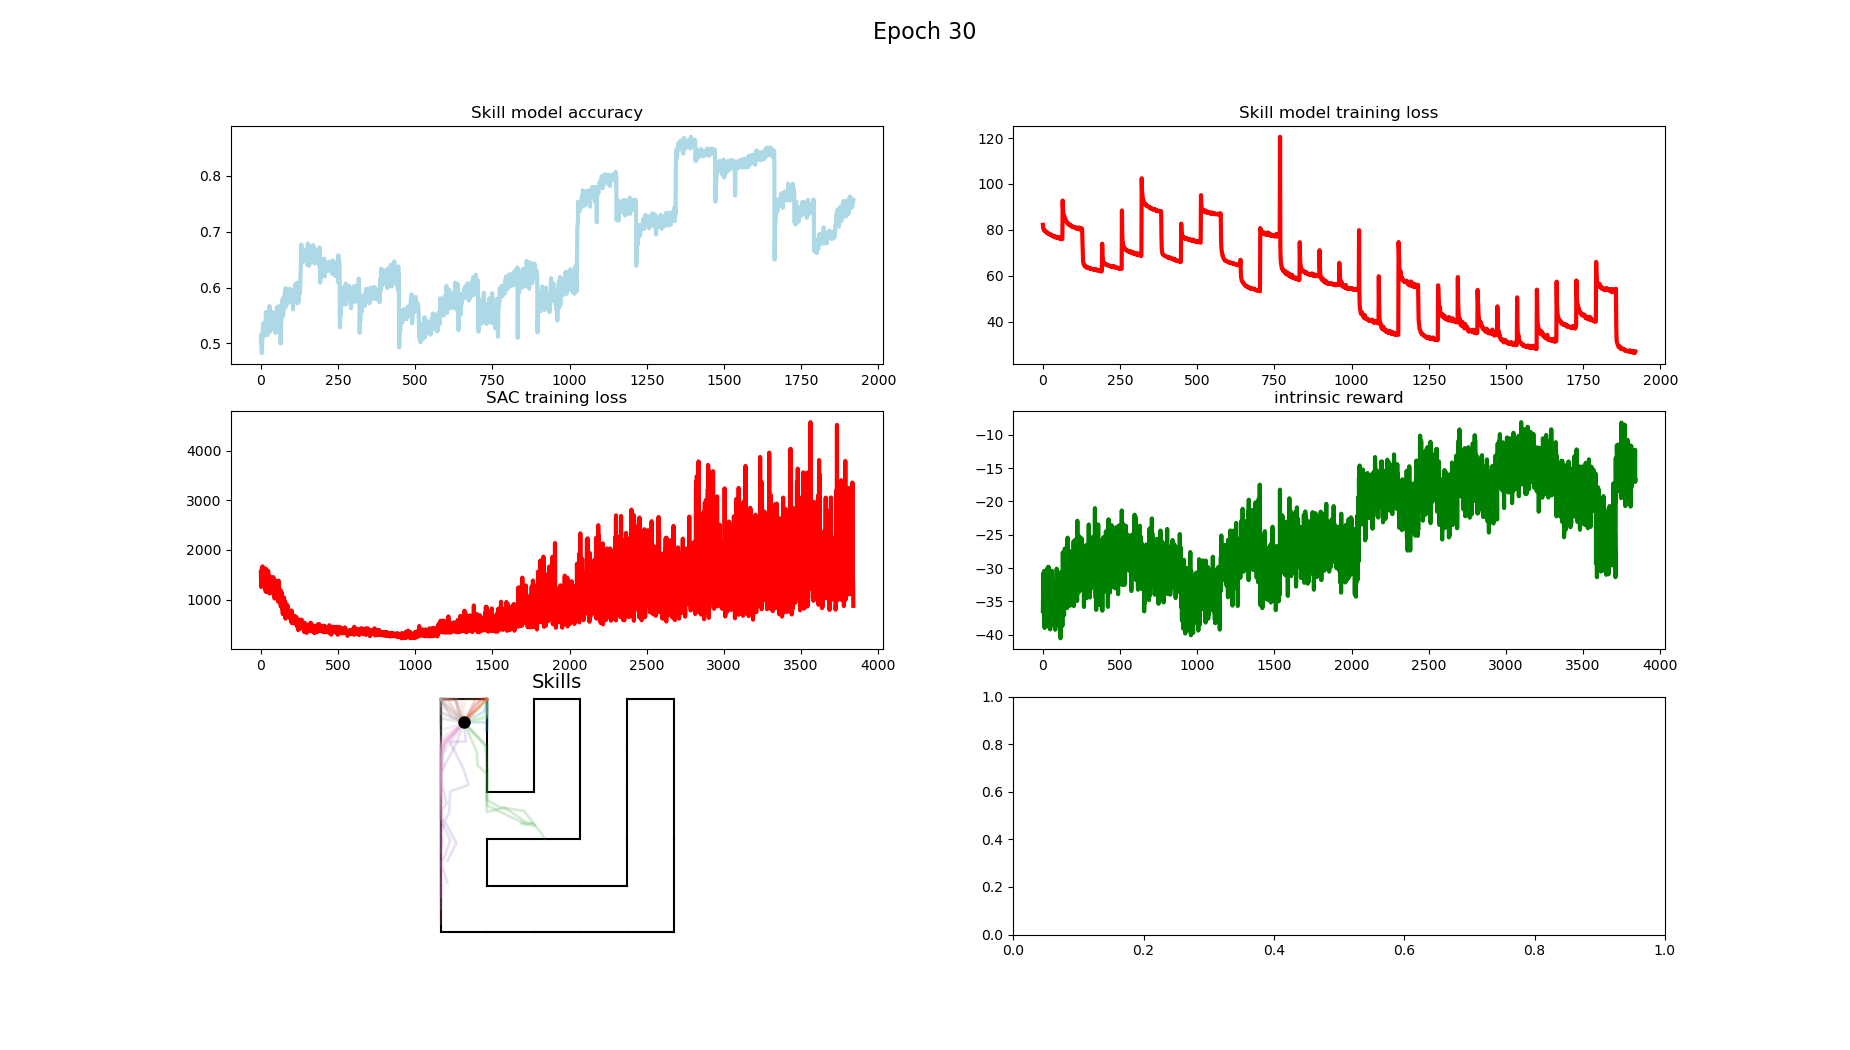 Epoch 30
Skill model accuracy
0.8
0.7
0.6
0.5
0 250 500 750 1000 1250 1500 1750 2000
Skill model training loss
120
100
80
60
40
0 250 500 750 1000 1250 1500 1750 2000
SAC training loss
4000
3000
2000
1000
0 500 1000 1500 2000 2500 3000 3500 4000
intrinsic reward
−10
−15
−20
−25
−30
−35
−40
0 500 1000 1500 2000 2500 3000 3500 4000
Skills
1.0
0.8
0.6
0.4
0.2
0.0
0.0 0.2 0.4 0.6 0.8 1.0